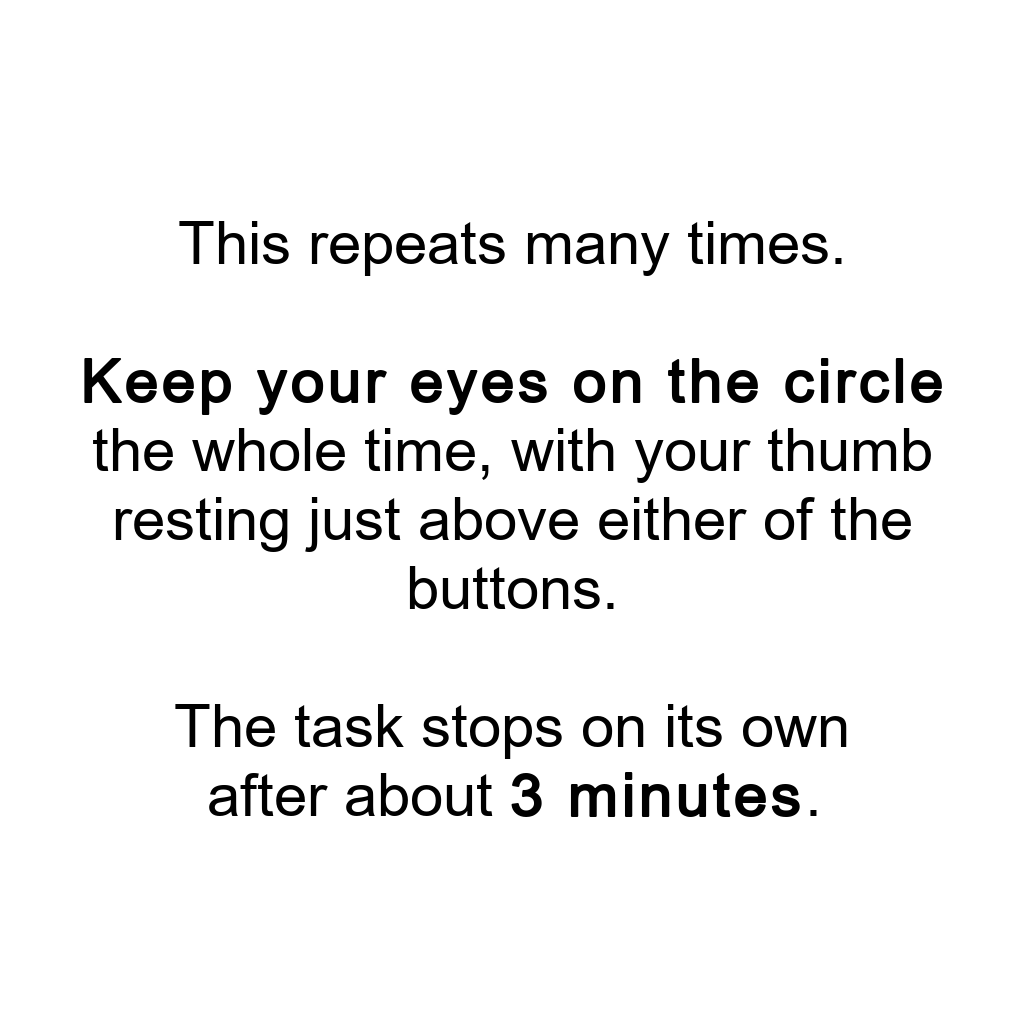 This repeats many times.
Keep your eyes on the circle
the whole time, with your thumb
resting just above either of the
buttons.
The task stops on its own
after about 3 minutes.